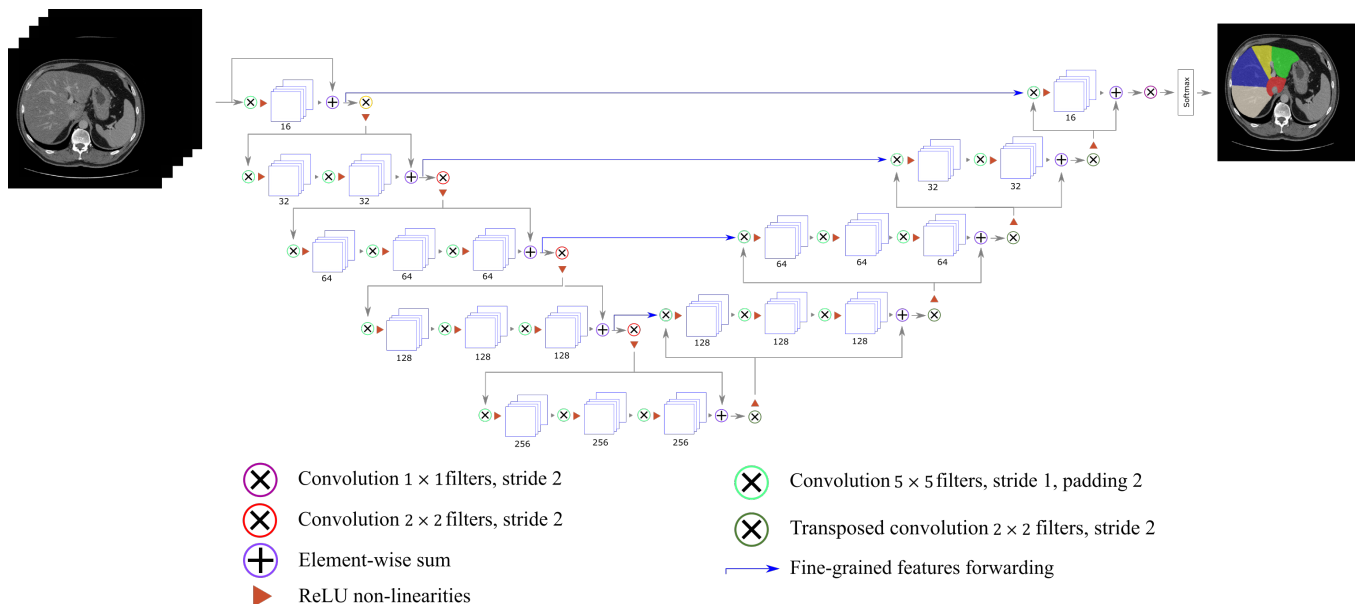 16
16
Softmax
32 32
32 32
64 64 64
64 64 64
128 128 128
128 128 128
256 256 256
Convolution 1 × 1 filters, stride 2
Convolution 5 × 5 filters, stride 1, padding 2
Convolution 2 × 2 filters, stride 2
Transposed convolution 2 × 2 filters, stride 2
Element-wise sum
Fine-grained features forwarding
ReLU non-linearities